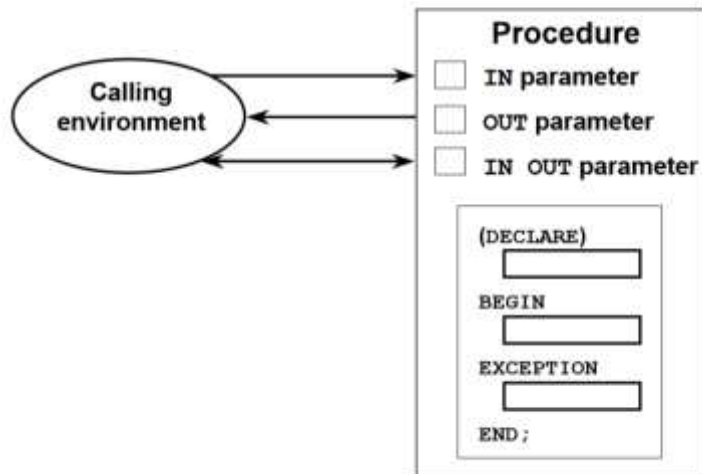 Procedure
Calling
environment
IN parameter
OUT parameter
IN OUT parameter
(DECLARE)
BEGIN
EXCEPTION
END;